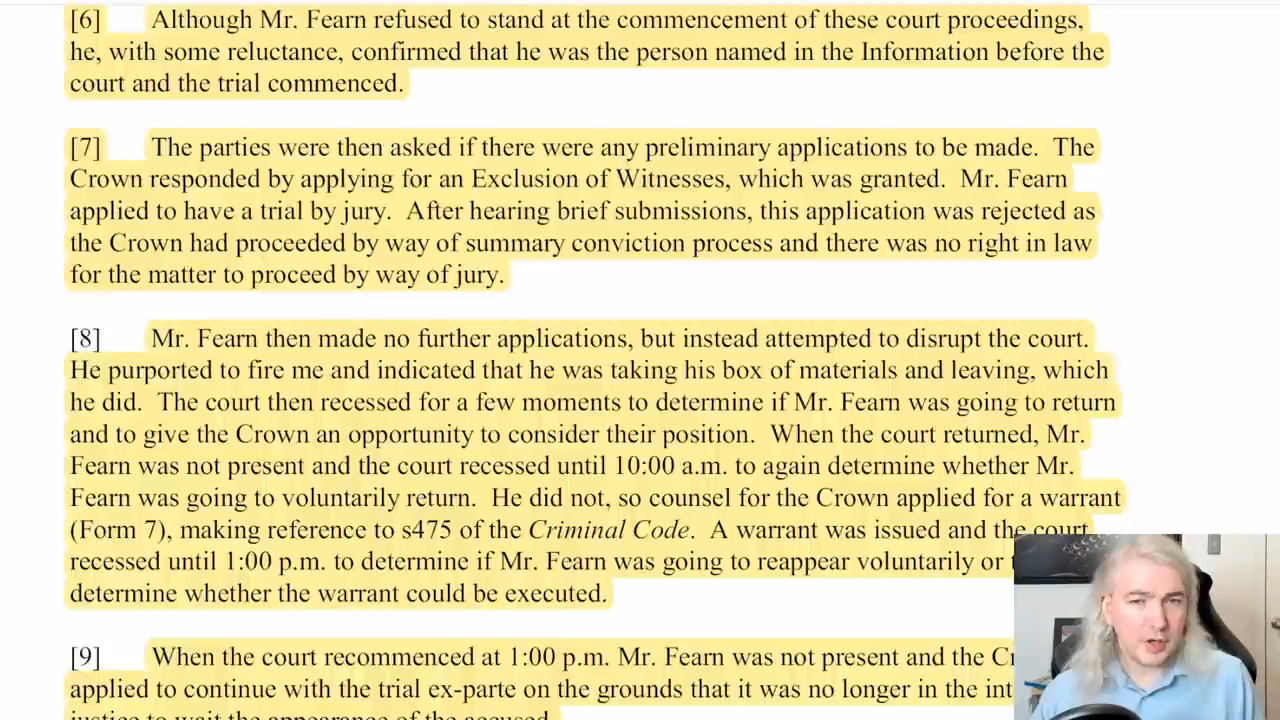 [6] Although Mr. Fearn refused to stand at the commencement of these court proceedings,
he, with some reluctance, confirmed that he was the person named in the Information before the
court and the trial commenced.
[7] The parties were then asked if there were any preliminary applications to be made. The
Crown responded by applying for an Exclusion of Witnesses, which was granted. Mr. Fearn
applied to have a trial by jury. After hearing brief submissions, this application was rejected as
the Crown had proceeded by way of summary conviction process and there was no right in law
for the matter to proceed by way of jury.
[8] Mr. Fearn then made no further applications, but instead attempted to disrupt the court.
He purported to fire me and indicated that he was taking his box of materials and leaving, which
he did. The court then recessed for a few moments to determine if Mr. Fearn was going to return
and to give the Crown an opportunity to consider their position. When the court returned, Mr.
Fearn was not present and the court recessed until 10:00 a.m. to again determine whether Mr.
Fearn was going to voluntarily return. He did not, so counsel for the Crown applied for a warrant
(Form 7), making reference to s475 of the Criminal Code. A warrant was issued and the court
recessed until 1:00 p.m. to determine if Mr. Fearn was going to reappear voluntarily or
determine whether the warrant could be executed.
[9] When the court recommenced at 1:00 p.m. Mr. Fearn was not present and the
applied to continue with the trial ex-parte on the grounds that it was no longer in the
justice to wait the appearance of the accused.